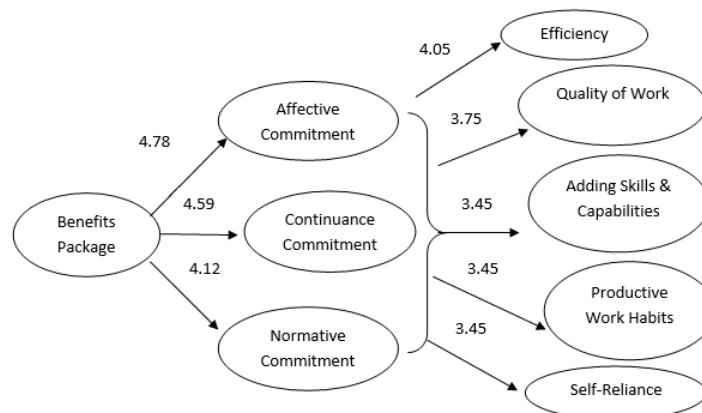 Efficiency
4.05
Quality of Work
Affective
Commitment
3.75
4.78
Adding Skills &
Capabilities
4.59
3.45
Benefits
Package
Continuance
Commitment
4.12
3.45
Productive
Work Habits
Normative
Commitment
3.45
Self-Reliance